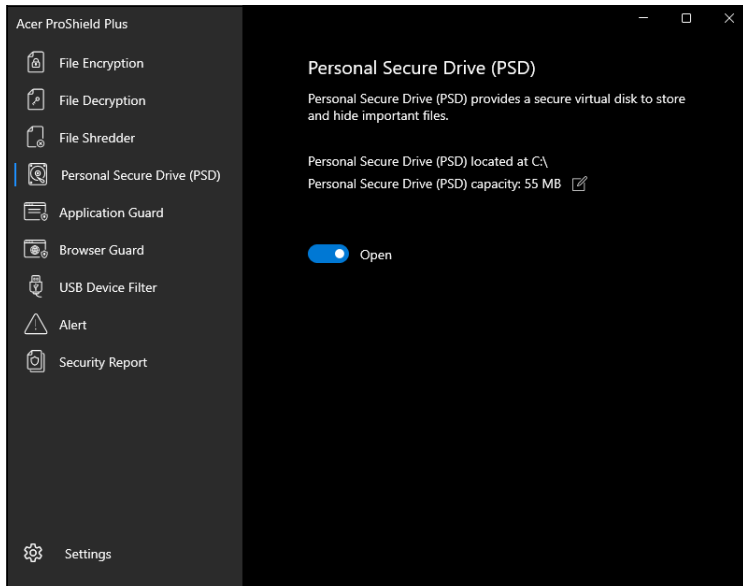 Acer ProShield Plus
File Encryption
File Decryption
File Shredder
Personal Secure Drive (PSD)
Application Guard
Browser Guard
USB Device Filter
Alert
Security Report
Settings
Personal Secure Drive (PSD)
Personal Secure Drive (PSD) provides a secure virtual disk to store
and hide important files.
Personal Secure Drive (PSD) located at C:\
Personal Secure Drive (PSD) capacity: 55 MB
Open